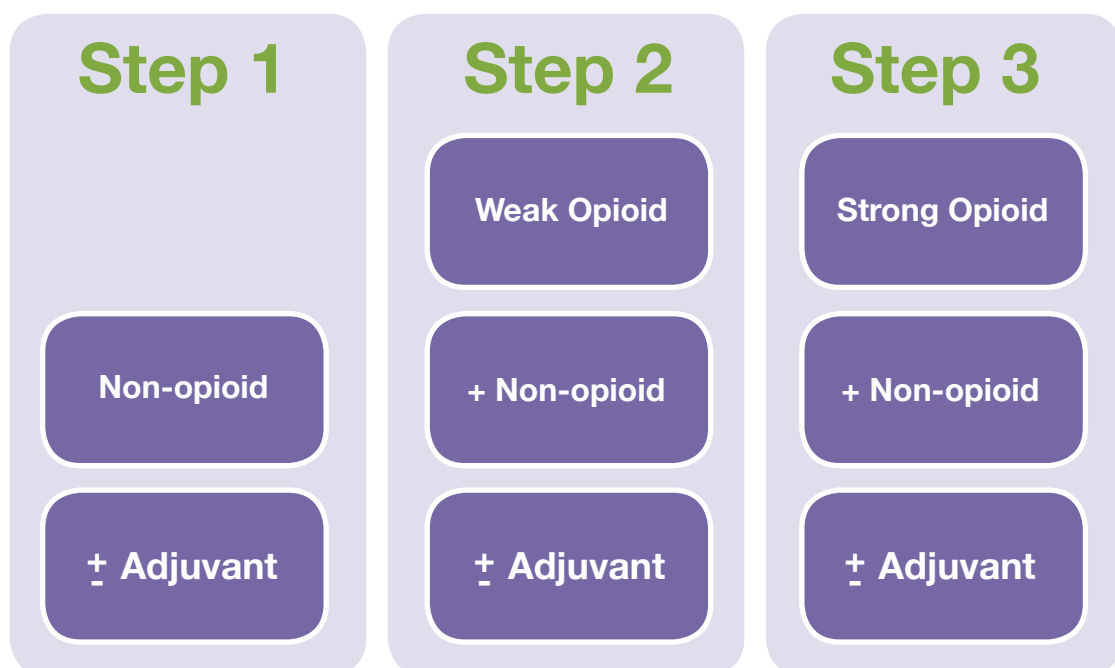 Step 1
Non-opioid
± Adjuvant
Step 2
Weak Opioid
+ Non-opioid
± Adjuvant
Step 3
Strong Opioid
+ Non-opioid
± Adjuvant